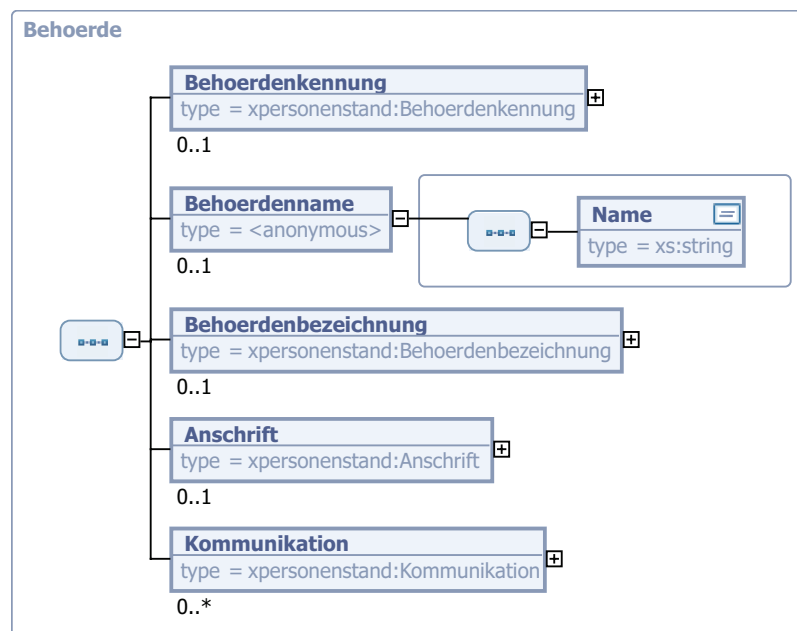 Behoerde
Behoerdenkennung
type = xpersonenstand:Behoerdenkennung
0..1
Behoerdenname
type = <anonymous>
0..1
Name
type = xs:string
Behoerdenbezeichnung
type = xpersonenstand:Behoerdenbezeichnung
0..1
Anschrift
type = xpersonenstand:Anschrift
0..1
Kommunikation
type = xpersonenstand:Kommunikation
0..*